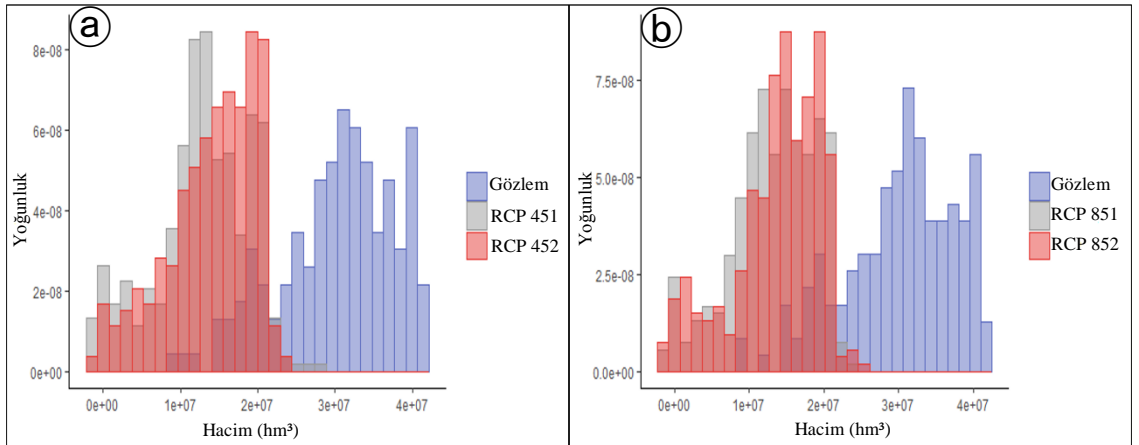 a
Yoğunluk
8e-08
6e-08
4e-08
2e-08
0e+00
0e+00 1e+07 2e+07 3e+07 4e+07
Hacim (hm³)
Gözlem
RCP 451
RCP 452
b
Yoğunluk
7.5e-08
5.0e-08
2.5e-08
0.0e+00
0e+00 1e+07 2e+07 3e+07 4e+07
Hacim (hm³)
Gözlem
RCP 851
RCP 852